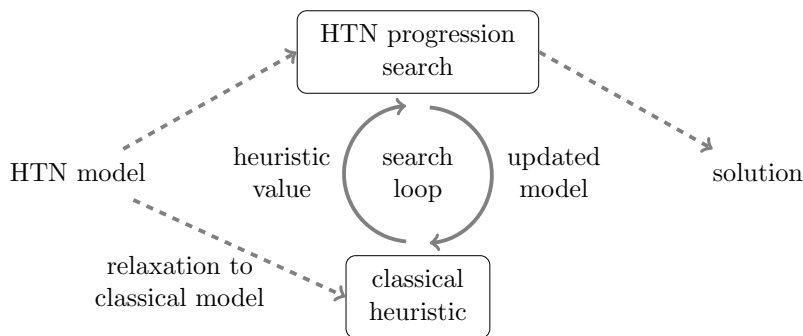 HTN progression
search
heuristic
value
search
loop
updated
model
HTN model
solution
relaxation to
classical model
classical
heuristic